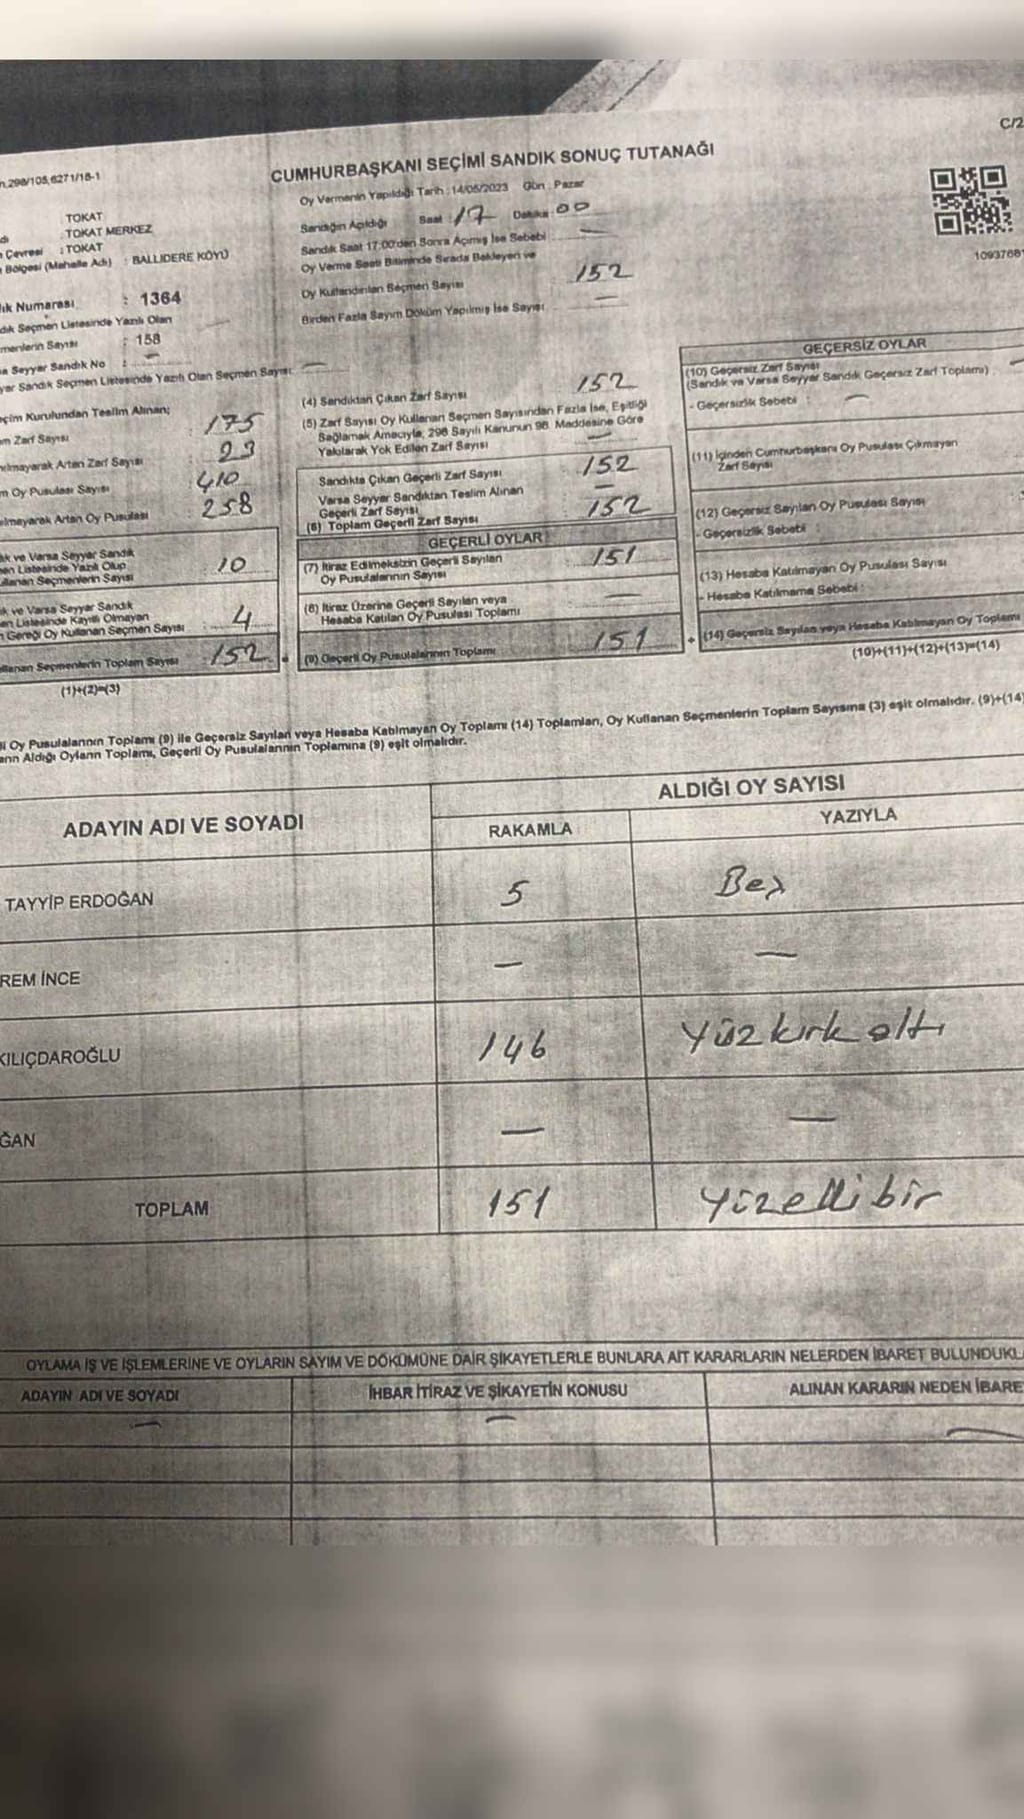 C/2
n.298/105,6271/18-1
CUMHURBAŞKANI SEÇİMİ SANDIK SONUÇ TUTANAĞI
Oy Vermenin Yapıldığı Tarih : 14/05/2023 Gün : Pazar
TOKAT
dı : TOKAT MERKEZ
Çevresi : TOKAT
Bölgesi (Mahalle Adı) : BALLIDERE KÖYÜ
Sandığın Açıldığı Saat : 17 Dakika : 00
Sandık Saat 17:00'den Sonra Açımış İse Sebebi : —
Oy Verme Saati Bitiminde Sırada Bekleyen ve
Oy Kullandırılan Seçmen Sayısı : 152
Birden Fazla Sayım Döküm Yapılmış İse Sayısı : —
1093768
ık Numarası : 1364
dık Seçmen Listesinde Yazılı Olan
menlerin Sayısı : 158
a Seyyar Sandık No : —
yar Sandık Seçmen Listesinde Yazılı Olan Seçmen Sayısı: —
eçim Kurulundan Teslim Alınan;
m Zarf Sayısı : 175
nılmayarak Artan Zarf Sayısı : 23
m Oy Pusulası Sayısı : 410
ılmayarak Artan Oy Pusulası : 258
ık ve Varsa Seyyar Sandık
en Listesinde Yazılı Olup
ullanan Seçmenlerin Sayısı : 10
ık ve Varsa Seyyar Sandık
en Listesinde Kayıtlı Olmayan
n Gereği Oy Kullanan Seçmen Sayısı : 4
ullanan Seçmenlerin Toplam Sayısı : 152
(1)+(2)=(3)
(4) Sandıktan Çıkan Zarf Sayısı : 152
(5) Zarf Sayısı Oy Kullanan Seçmen Sayısından Fazla İse, Eşitliği
Sağlamak Amacıyla, 298 Sayılı Kanunun 98. Maddesine Göre
Yakılarak Yok Edilen Zarf Sayısı : —
Sandıkta Çıkan Geçerli Zarf Sayısı : 152
Varsa Seyyar Sandıktan Teslim Alınan
Geçerli Zarf Sayısı : —
(6) Toplam Geçerli Zarf Sayısı : 152
GEÇERLİ OYLAR
(7) İtiraz Edilmeksizin Geçerli Sayılan
Oy Pusulalarının Sayısı : 151
(8) İtiraz Üzerine Geçerli Sayılan veya
Hesaba Katılan Oy Pusulası Toplamı : —
(9) Geçerli Oy Pusulalarının Toplamı : 151
GEÇERSİZ OYLAR
(10) Geçersiz Zarf Sayısı
(Sandık ve Varsa Seyyar Sandık Geçersiz Zarf Toplamı) : —
- Geçersizlik Sebebi : —
(11) İçinden Cumhurbaşkanı Oy Pusulası Çıkmayan
Zarf Sayısı
(12) Geçersiz Sayılan Oy Pusulası Sayısı :
- Geçersizlik Sebebi :
(13) Hesaba Katılmayan Oy Pusulası Sayısı
- Hesaba Katılmama Sebebi :
+ (14) Geçersiz Sayılan veya Hesaba Katılmayan Oy Toplamı
(10)+(11)+(12)+(13)=(14)
li Oy Pusulalarının Toplamı (9) ile Geçersiz Sayılan veya Hesaba Katılmayan Oy Toplamı (14) Toplamları, Oy Kullanan Seçmenlerin Toplam Sayısına (3) eşit olmalıdır. (9)+(14)
arın Aldığı Oyların Toplamı, Geçerli Oy Pusulalarının Toplamına (9) eşit olmalıdır.
ADAYIN ADI VE SOYADI
ALDIĞI OY SAYISI
RAKAMLA YAZIYLA
TAYYİP ERDOĞAN 5 Beş
REM İNCE — —
KILIÇDAROĞLU 146 Yüz kırk altı
ĞAN — —
TOPLAM 151 Yüzelli bir
OYLAMA İŞ VE İŞLEMLERİNE VE OYLARIN SAYIM VE DÖKÜMÜNE DAİR ŞİKAYETLERLE BUNLARA AİT KARARLARIN NELERDEN İBARET BULUNDUKL
ADAYIN ADI VE SOYADI İHBAR İTİRAZ VE ŞİKAYETİN KONUSU ALINAN KARARIN NEDEN İBARE
— — —